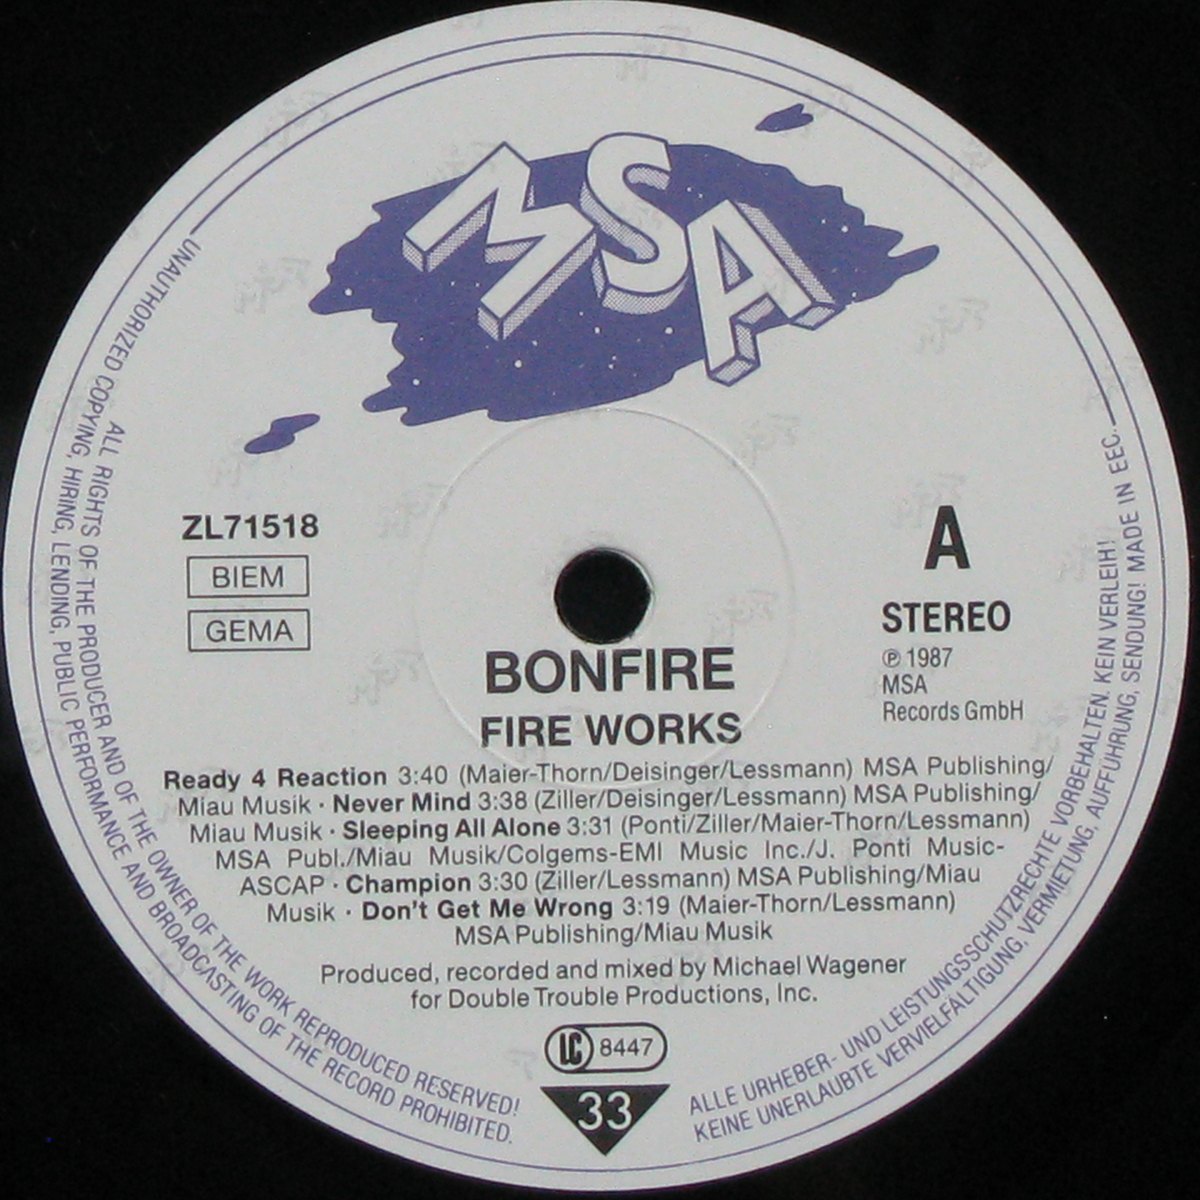 MSA
UNAUTHORIZED COPYING, HIRING, LENDING, PUBLIC PERFORMANCE AND BROADCASTING OF THE RECORD PROHIBITED.
ALL RIGHTS OF THE PRODUCER AND OF THE OWNER OF THE WORK REPRODUCED RESERVED!
ZL71518
BIEM
GEMA
A
STEREO
℗ 1987
MSA
Records GmbH
BONFIRE
FIRE WORKS
Ready 4 Reaction 3:40 (Maier-Thorn/Deisinger/Lessmann) MSA Publishing/
Miau Musik · Never Mind 3:38 (Ziller/Deisinger/Lessmann) MSA Publishing/
Miau Musik · Sleeping All Alone 3:31 (Ponti/Ziller/Maier-Thorn/Lessmann)
MSA Publ./Miau Musik/Colgems-EMI Music Inc./J. Ponti Music-
ASCAP · Champion 3:30 (Ziller/Lessmann) MSA Publishing/Miau
Musik · Don't Get Me Wrong 3:19 (Maier-Thorn/Lessmann)
MSA Publishing/Miau Musik
Produced, recorded and mixed by Michael Wagener
for Double Trouble Productions, Inc.
LC 8447
33
ALLE URHEBER- UND LEISTUNGSSCHUTZRECHTE VORBEHALTEN. KEIN VERLEIH!
KEINE UNERLAUBTE VERVIELFÄLTIGUNG, VERMIETUNG, AUFFÜHRUNG, SENDUNG! MADE IN EEC.